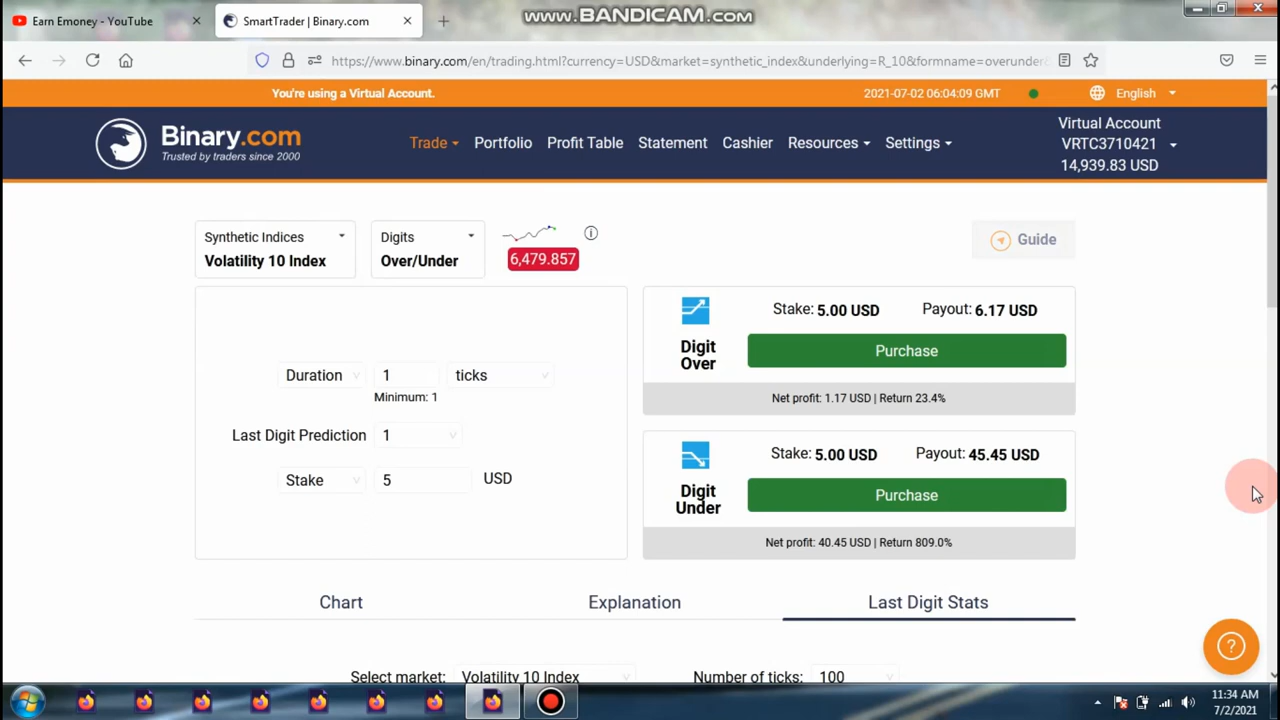 Earn Emoney - YouTube
SmartTrader | Binary.com
www.BANDICAM.com
https://www.binary.com/en/trading.html?currency=USD&market=synthetic_index&underlying=R_10&formname=overunder
You're using a Virtual Account.
2021-07-02 06:04:09 GMT
English
Binary.com
Trusted by traders since 2000
Trade
Portfolio
Profit Table
Statement
Cashier
Resources
Settings
Virtual Account
VRTC3710421
14,939.83 USD
Synthetic Indices
Volatility 10 Index
Digits
Over/Under
6,479.857
Guide
Duration
1
ticks
Minimum: 1
Last Digit Prediction
1
Stake
5
USD
Digit
Over
Stake: 5.00 USD
Payout: 6.17 USD
Purchase
Net profit: 1.17 USD | Return 23.4%
Digit
Under
Stake: 5.00 USD
Payout: 45.45 USD
Purchase
Net profit: 40.45 USD | Return 809.0%
Chart
Explanation
Last Digit Stats
Select market:
Volatility 10 Index
Number of ticks:
100
11:34 AM
7/2/2021